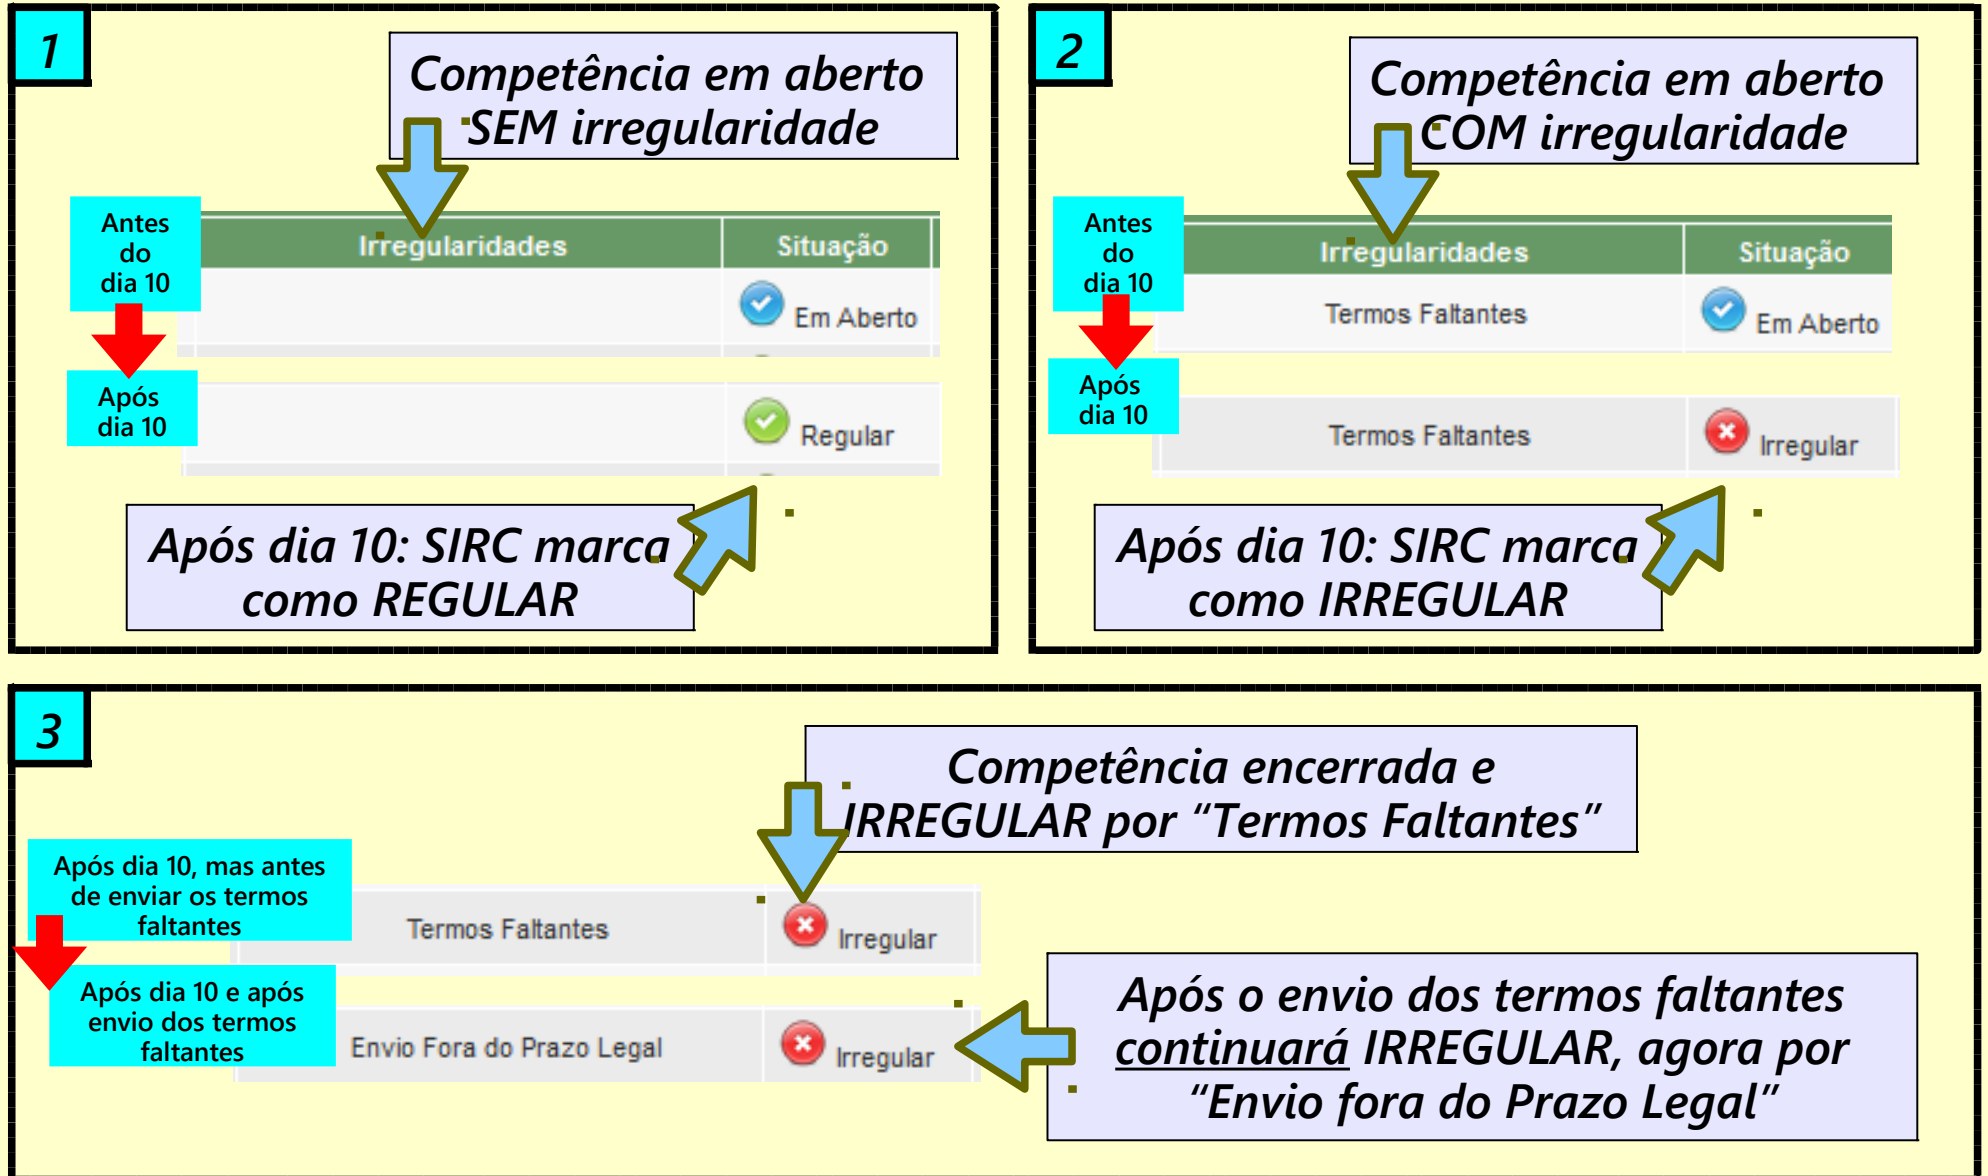 1
Competência em aberto
SEM irregularidade
Antes
do
dia 10
Irregularidades
Situação
Em Aberto
Após
dia 10
Regular
Após dia 10: SIRC marca
como REGULAR
2
Competência em aberto
COM irregularidade
Antes
do
dia 10
Irregularidades
Situação
Termos Faltantes
Em Aberto
Após
dia 10
Termos Faltantes
Irregular
Após dia 10: SIRC marca
como IRREGULAR
3
Competência encerrada e
IRREGULAR por “Termos Faltantes”
Após dia 10, mas antes
de enviar os termos
faltantes
Termos Faltantes
Irregular
Após dia 10 e após
envio dos termos
faltantes
Envio Fora do Prazo Legal
Irregular
Após o envio dos termos faltantes
continuará IRREGULAR, agora por
“Envio fora do Prazo Legal”